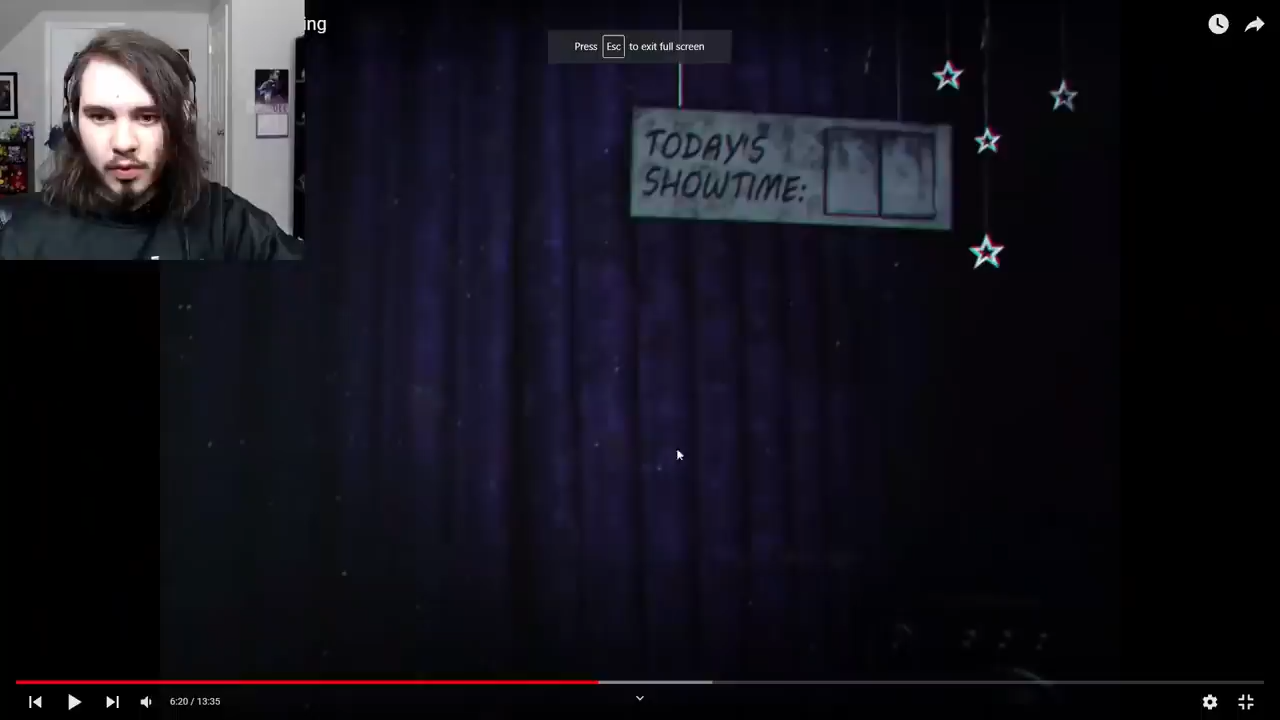 ing
Press Esc to exit full screen
TODAY'S
SHOWTIME:
6:20 / 13:35